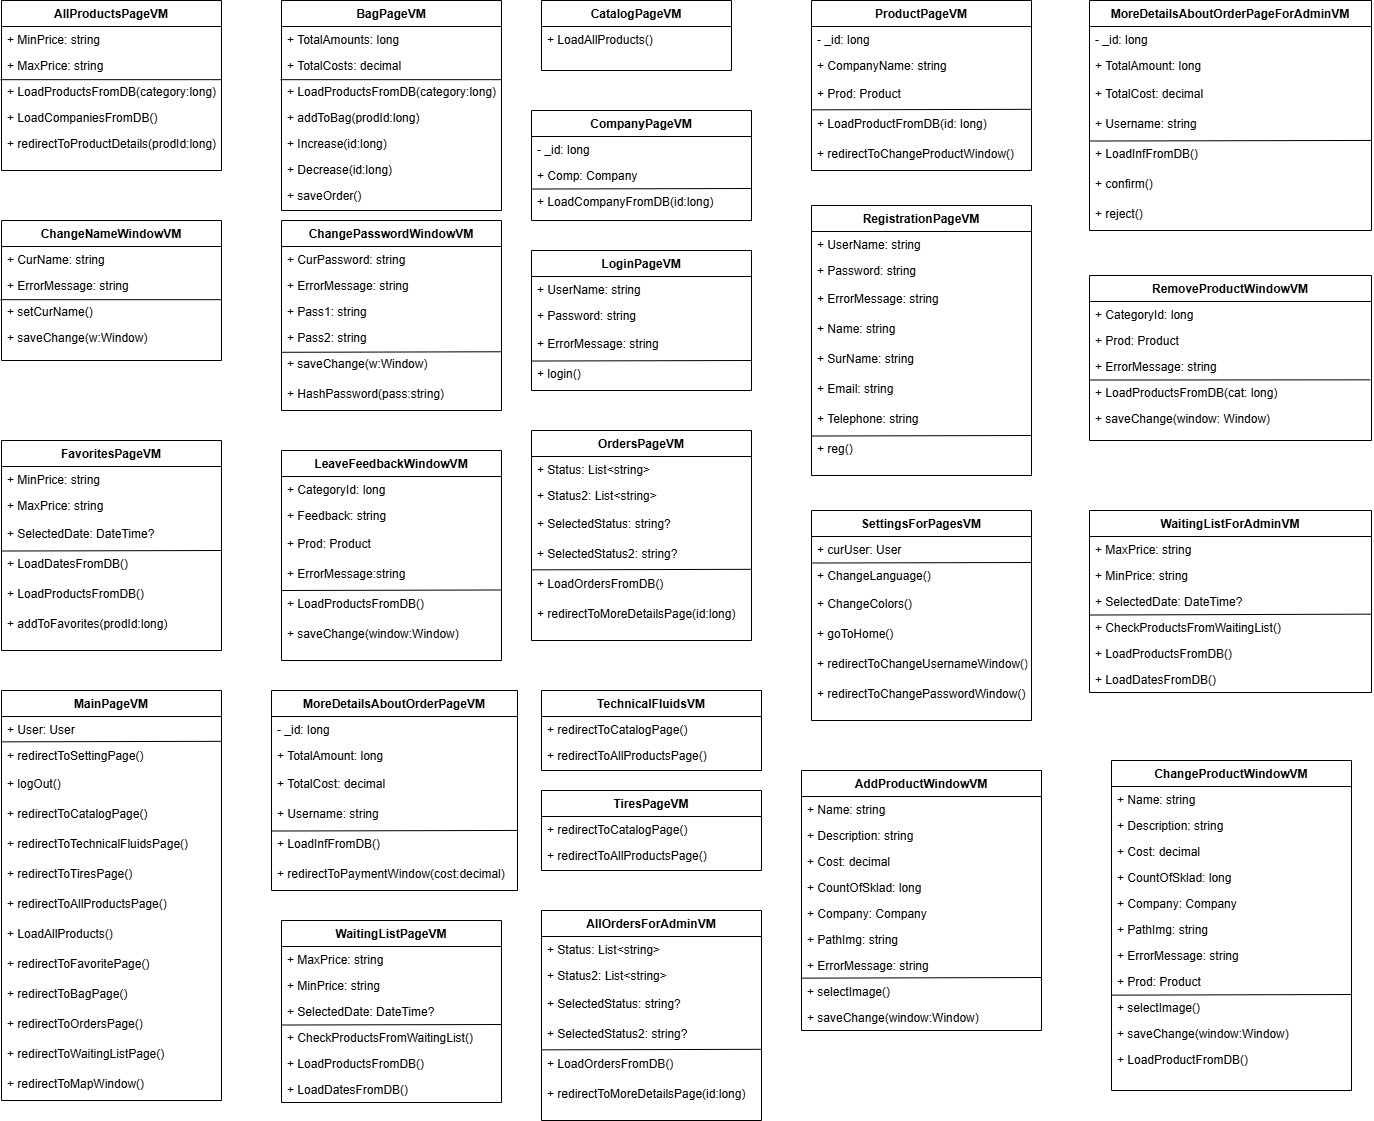 AllProductsPageVM
+ MinPrice: string
+ MaxPrice: string
+ LoadProductsFromDB(category:long)
+ LoadCompaniesFromDB()
+ redirectToProductDetails(prodId:long)
BagPageVM
+ TotalAmounts: long
+ TotalCosts: decimal
+ LoadProductsFromDB(category:long)
+ addToBag(prodId:long)
+ Increase(id:long)
+ Decrease(id:long)
+ saveOrder()
CatalogPageVM
+ LoadAllProducts()
CompanyPageVM
- _id: long
+ Comp: Company
+ LoadCompanyFromDB(id:long)
ProductPageVM
- _id: long
+ CompanyName: string
+ Prod: Product
+ LoadProductFromDB(id: long)
+ redirectToChangeProductWindow()
MoreDetailsAboutOrderPageForAdminVM
- _id: long
+ TotalAmount: long
+ TotalCost: decimal
+ Username: string
+ LoadInfFromDB()
+ confirm()
+ reject()
ChangeNameWindowVM
+ CurName: string
+ ErrorMessage: string
+ setCurName()
+ saveChange(w:Window)
ChangePasswordWindowVM
+ CurPassword: string
+ ErrorMessage: string
+ Pass1: string
+ Pass2: string
+ saveChange(w:Window)
+ HashPassword(pass:string)
LoginPageVM
+ UserName: string
+ Password: string
+ ErrorMessage: string
+ login()
RegistrationPageVM
+ UserName: string
+ Password: string
+ ErrorMessage: string
+ Name: string
+ SurName: string
+ Email: string
+ Telephone: string
+ reg()
RemoveProductWindowVM
+ CategoryId: long
+ Prod: Product
+ ErrorMessage: string
+ LoadProductsFromDB(cat: long)
+ saveChange(window: Window)
FavoritesPageVM
+ MinPrice: string
+ MaxPrice: string
+ SelectedDate: DateTime?
+ LoadDatesFromDB()
+ LoadProductsFromDB()
+ addToFavorites(prodId:long)
LeaveFeedbackWindowVM
+ CategoryId: long
+ Feedback: string
+ Prod: Product
+ ErrorMessage:string
+ LoadProductsFromDB()
+ saveChange(window:Window)
OrdersPageVM
+ Status: List<string>
+ Status2: List<string>
+ SelectedStatus: string?
+ SelectedStatus2: string?
+ LoadOrdersFromDB()
+ redirectToMoreDetailsPage(id:long)
SettingsForPagesVM
+ curUser: User
+ ChangeLanguage()
+ ChangeColors()
+ goToHome()
+ redirectToChangeUsernameWindow()
+ redirectToChangePasswordWindow()
WaitingListForAdminVM
+ MaxPrice: string
+ MinPrice: string
+ SelectedDate: DateTime?
+ CheckProductsFromWaitingList()
+ LoadProductsFromDB()
+ LoadDatesFromDB()
MainPageVM
+ User: User
+ redirectToSettingPage()
+ logOut()
+ redirectToCatalogPage()
+ redirectToTechnicalFluidsPage()
+ redirectToTiresPage()
+ redirectToAllProductsPage()
+ LoadAllProducts()
+ redirectToFavoritePage()
+ redirectToBagPage()
+ redirectToOrdersPage()
+ redirectToWaitingListPage()
+ redirectToMapWindow()
MoreDetailsAboutOrderPageVM
- _id: long
+ TotalAmount: long
+ TotalCost: decimal
+ Username: string
+ LoadInfFromDB()
+ redirectToPaymentWindow(cost:decimal)
TechnicalFluidsVM
+ redirectToCatalogPage()
+ redirectToAllProductsPage()
TiresPageVM
+ redirectToCatalogPage()
+ redirectToAllProductsPage()
AddProductWindowVM
+ Name: string
+ Description: string
+ Cost: decimal
+ CountOfSklad: long
+ Company: Company
+ PathImg: string
+ ErrorMessage: string
+ selectImage()
+ saveChange(window:Window)
ChangeProductWindowVM
+ Name: string
+ Description: string
+ Cost: decimal
+ CountOfSklad: long
+ Company: Company
+ PathImg: string
+ ErrorMessage: string
+ Prod: Product
+ selectImage()
+ saveChange(window:Window)
+ LoadProductFromDB()
WaitingListPageVM
+ MaxPrice: string
+ MinPrice: string
+ SelectedDate: DateTime?
+ CheckProductsFromWaitingList()
+ LoadProductsFromDB()
+ LoadDatesFromDB()
AllOrdersForAdminVM
+ Status: List<string>
+ Status2: List<string>
+ SelectedStatus: string?
+ SelectedStatus2: string?
+ LoadOrdersFromDB()
+ redirectToMoreDetailsPage(id:long)